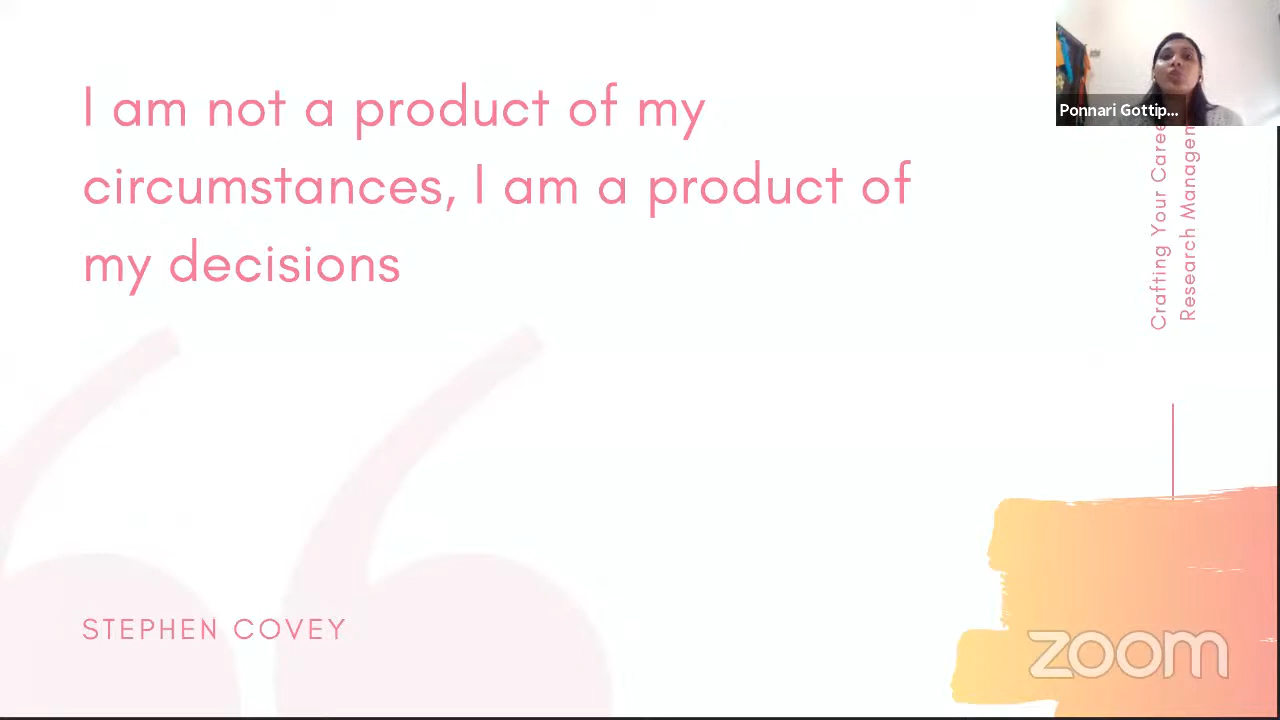 I am not a product of my
circumstances, I am a product of
my decisions
STEPHEN COVEY
Ponnari Gottip...
Crafting Your Caree
Research Managem
zoom